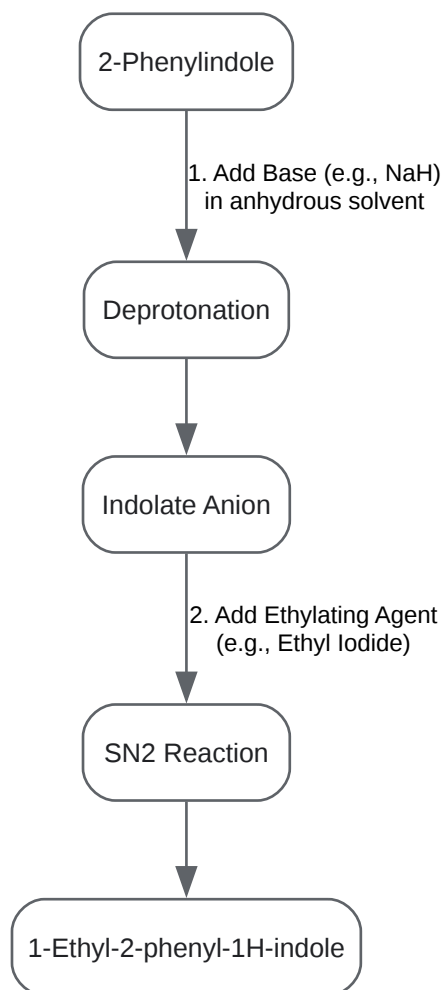 2-Phenylindole
1. Add Base (e.g., NaH)
in anhydrous solvent
Deprotonation
Indolate Anion
2. Add Ethylating Agent
(e.g., Ethyl Iodide)
SN2 Reaction
1-Ethyl-2-phenyl-1H-indole